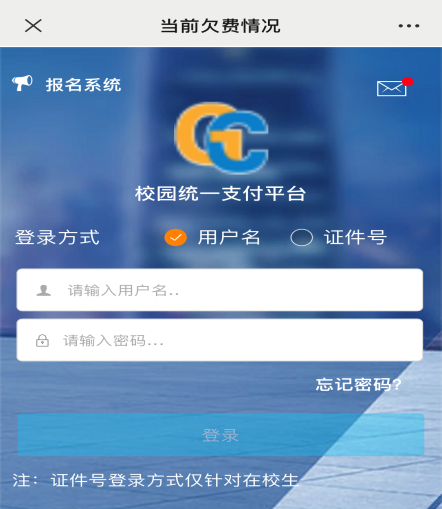 当前欠费情况
报名系统
校园统一支付平台
登录方式 用户名 证件号
请输入用户名..
请输入密码...
忘记密码?
登录
注：证件号登录方式仅针对在校生